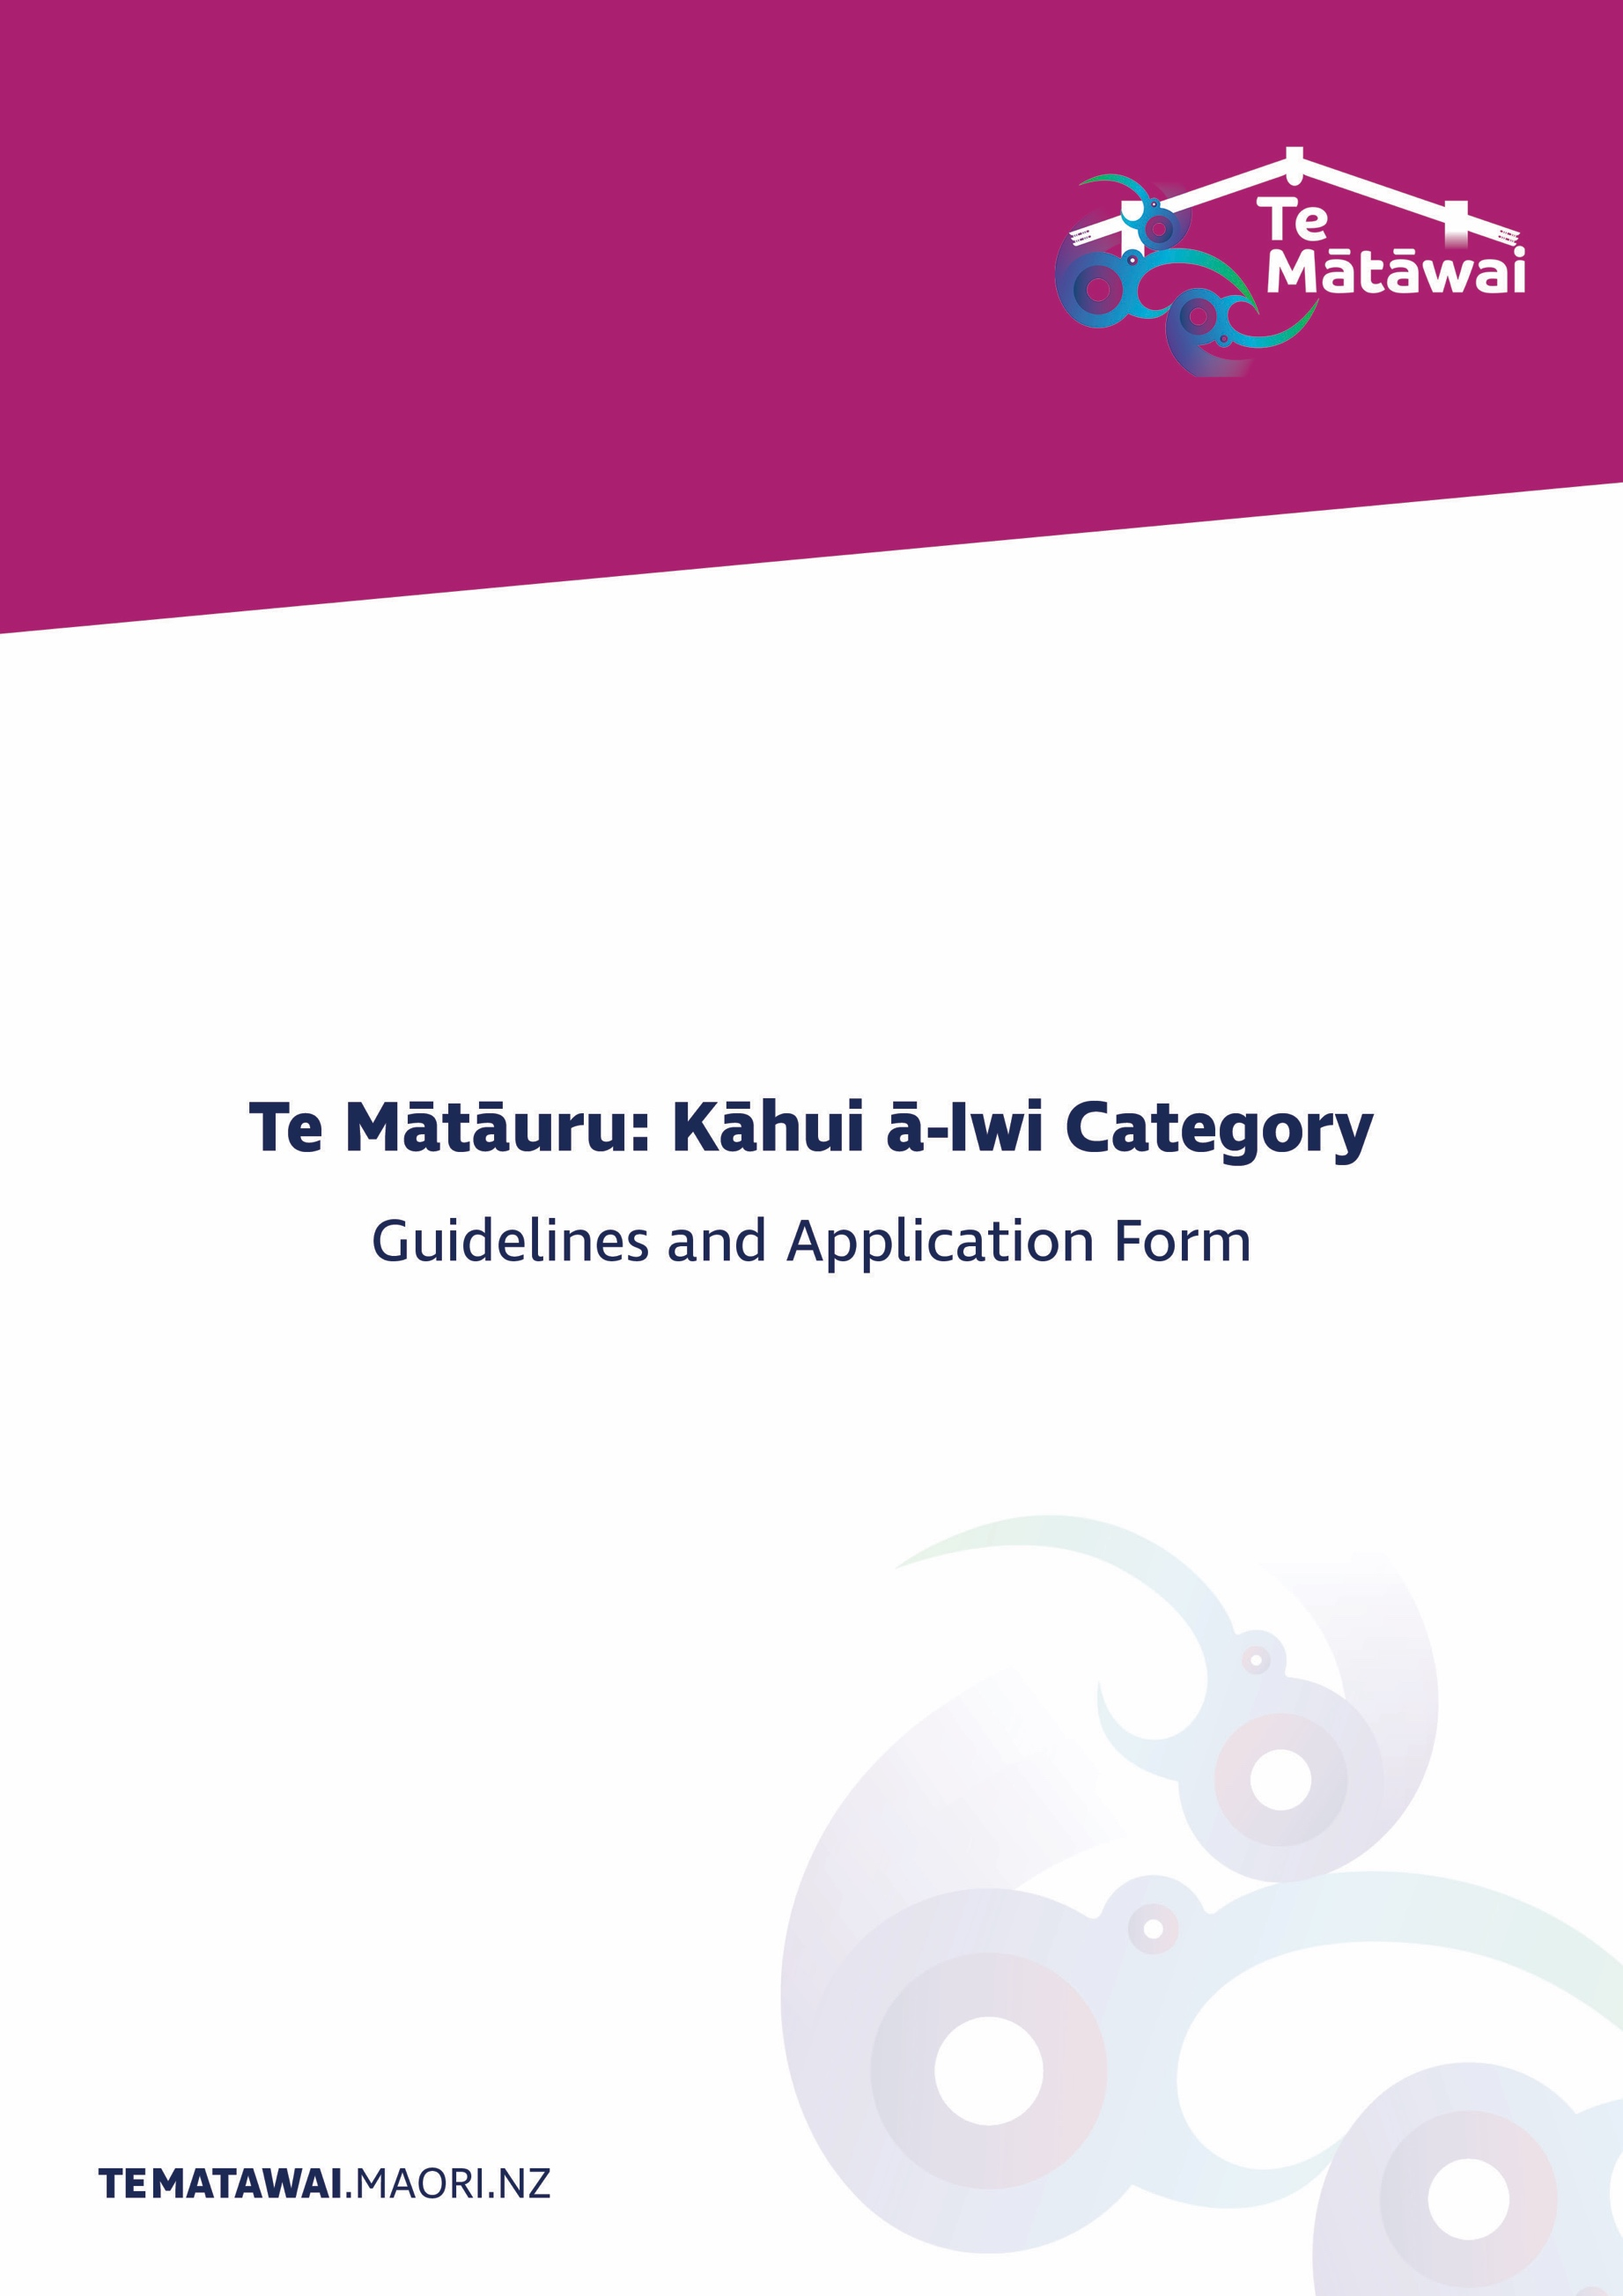 Te
Mātāwai
Te Mātāuru: Kāhui ā-Iwi Category
Guidelines and Application Form
TEMATAWAI.MAORI.NZ